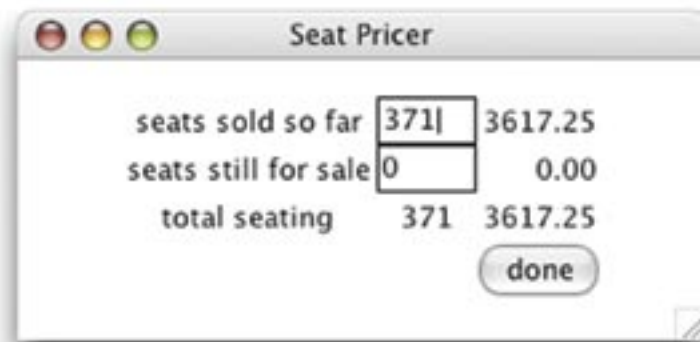 Seat Pricer
seats sold so far 371 3617.25
seats still for sale 0 0.00
total seating 371 3617.25
done